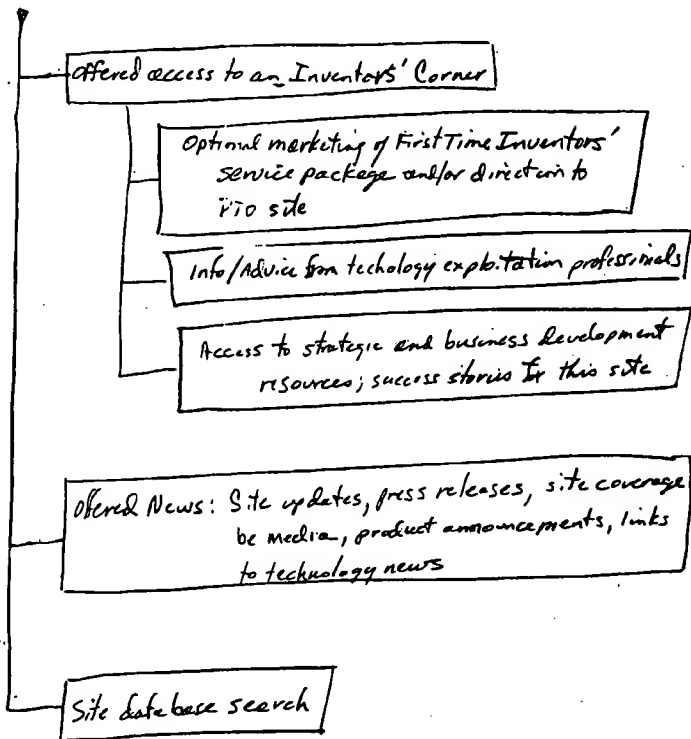 offered access to an Inventors' Corner
Optional marketing of First Time Inventors'
service package and/or direction to
PTO site
Info/Advice from techology exploitation professionals
Access to strategic and business development
resources; success stories for this site
Offered News: Site updates, press releases, site coverage
be media, product announcements, links
to technology news
Site database search